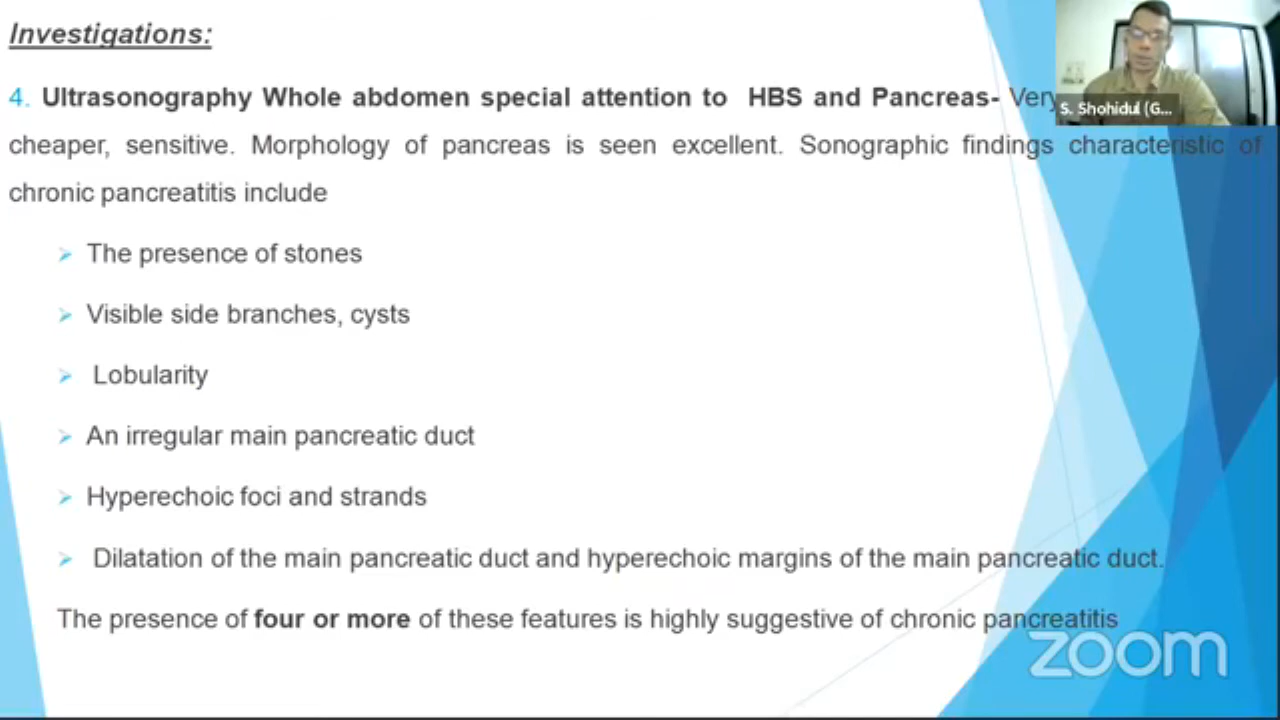 Investigations:
4. Ultrasonography Whole abdomen special attention to HBS and Pancreas- Very
S. Shohidul (G...
cheaper, sensitive. Morphology of pancreas is seen excellent. Sonographic findings characteristic of
chronic pancreatitis include
➢ The presence of stones
➢ Visible side branches, cysts
➢ Lobularity
➢ An irregular main pancreatic duct
➢ Hyperechoic foci and strands
➢ Dilatation of the main pancreatic duct and hyperechoic margins of the main pancreatic duct.
The presence of four or more of these features is highly suggestive of chronic pancreatitis
zoom